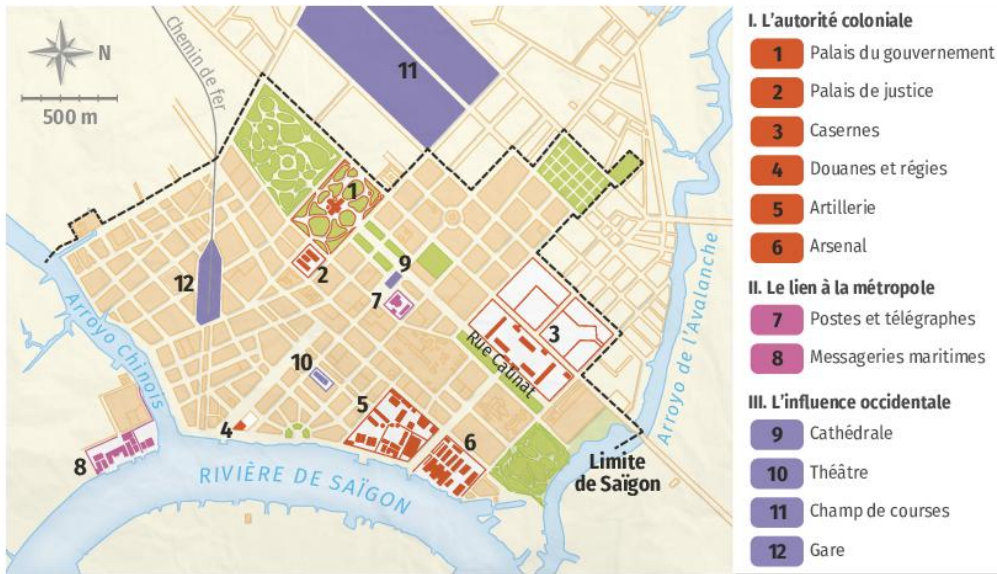 N
500 m
Chemin de fer
11
1
2
9
7
12
3
Rue Catinat
10
5
4
6
8
Arroyo Chinois
Arroyo de l'Avalanche
RIVIÈRE DE SAÏGON
Limite
de Saïgon
I. L'autorité coloniale
1 Palais du gouvernement
2 Palais de justice
3 Casernes
4 Douanes et régies
5 Artillerie
6 Arsenal
II. Le lien à la métropole
7 Postes et télégraphes
8 Messageries maritimes
III. L'influence occidentale
9 Cathédrale
10 Théâtre
11 Champ de courses
12 Gare